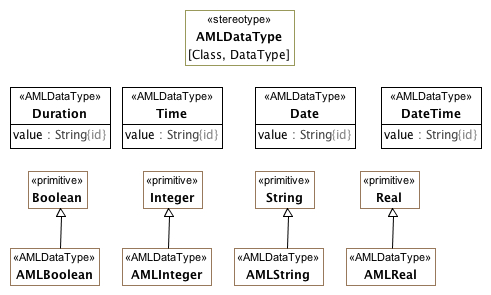 «stereotype»
AMLDataType
[Class, DataType]
«AMLDataType» «AMLDataType» «AMLDataType» «AMLDataType»
Duration Time Date DateTime
value : String{id} value : String{id} value : String{id} value : String{id}
«primitive» «primitive» «primitive» «primitive»
Boolean Integer String Real
«AMLDataType» «AMLDataType» «AMLDataType» «AMLDataType»
AMLBoolean AMLInteger AMLString AMLReal